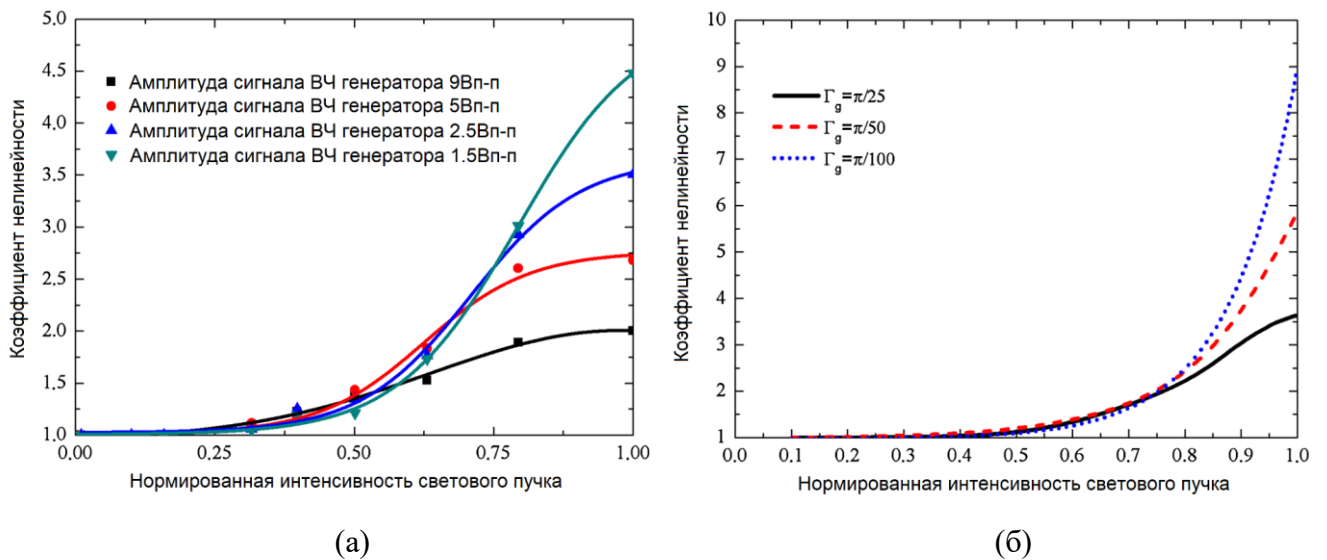 Коэффициент нелинейности
5.0
4.5
4.0
3.5
3.0
2.5
2.0
1.5
1.0
Амплитуда сигнала ВЧ генератора 9Вп-п
Амплитуда сигнала ВЧ генератора 5Вп-п
Амплитуда сигнала ВЧ генератора 2.5Вп-п
Амплитуда сигнала ВЧ генератора 1.5Вп-п
0.00 0.25 0.50 0.75 1.00
Нормированная интенсивность светового пучка
(а)
Коэффициент нелинейности
10
9
8
7
6
5
4
3
2
1
Γg=π/25
Γg=π/50
Γg=π/100
0.0 0.1 0.2 0.3 0.4 0.5 0.6 0.7 0.8 0.9 1.0
Нормированная интенсивность светового пучка
(б)